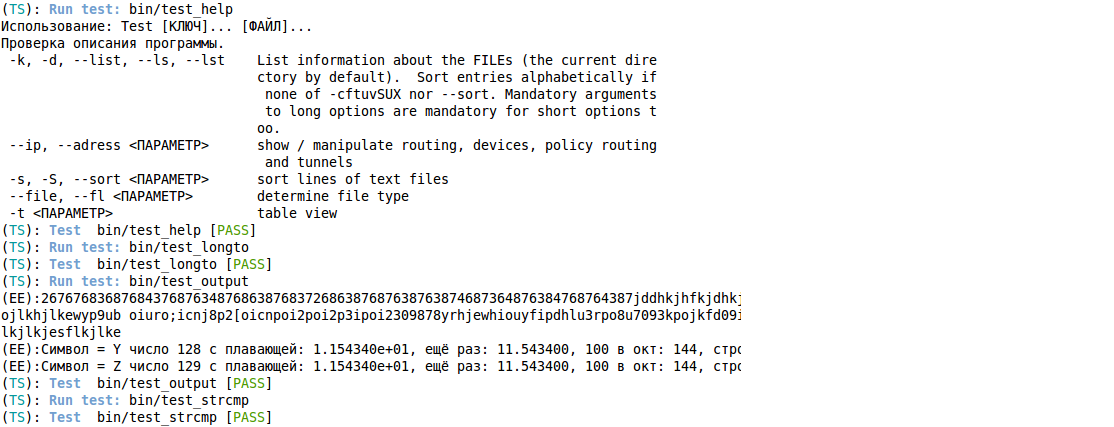 (TS): Run test: bin/test_help
Использование: Test [КЛЮЧ]... [ФАЙЛ]...
Проверка описания программы.
 -k, -d, --list, --ls, --lst    List information about the FILEs (the current dire
                                ctory by default).  Sort entries alphabetically if
                                 none of -cftuvSUX nor --sort. Mandatory arguments
                                 to long options are mandatory for short options t
                                oo.
 --ip, --adress <ПАРАМЕТР>      show / manipulate routing, devices, policy routing
                                 and tunnels
 -s, -S, --sort <ПАРАМЕТР>      sort lines of text files
 --file, --fl <ПАРАМЕТР>        determine file type
 -t <ПАРАМЕТР>                  table view
(TS): Test  bin/test_help [PASS]
(TS): Run test: bin/test_longto
(TS): Test  bin/test_longto [PASS]
(TS): Run test: bin/test_output
(EE):26767683687684376876348768638768372686387687638763874687364876384768764387jddhkjhfkjdhkj
ojlkhjlkewyp9ub oiuro;icnj8p2[oicnpoi2poi2p3ipoi2309878yrhjewhiouyfipdhlu3rpo8u7093kpojkfd09i
lkjlkjesflkjlke
(EE):Символ = Y число 128 с плавающей: 1.154340e+01, ещё раз: 11.543400, 100 в окт: 144, стро
(EE):Символ = Z число 129 с плавающей: 1.154340e+01, ещё раз: 11.543400, 100 в окт: 144, стро
(TS): Test  bin/test_output [PASS]
(TS): Run test: bin/test_strcmp
(TS): Test  bin/test_strcmp [PASS]